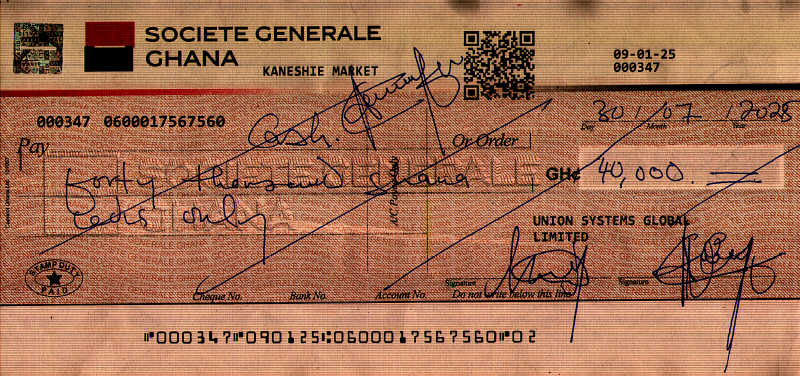 SOCIETE GENERALE
GHANA
KANESHIE MARKET
09-01-25
000347
000347 0600017567560
30 / 07 / 2025
Day Month Year
Pay Cash. Or Order
forty thousand Ghana GH¢ 40,000.
Cedis only
A/C Payee Only
UNION SYSTEMS GLOBAL
LIMITED
STAMP DUTY
PAID
Signature Signature
Cheque No. Bank No. Account No. Do not write below this line
⑈000347⑈090125⑆0600017567560⑈02